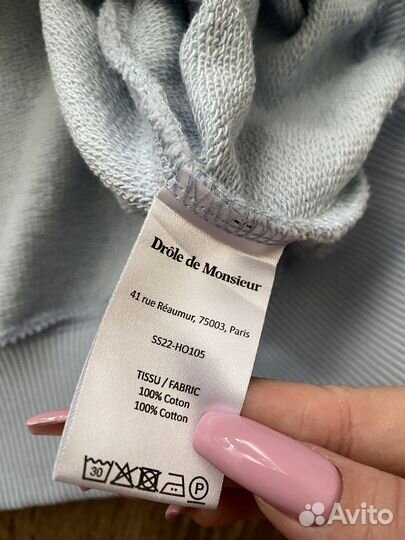 Drôle de Monsieur
41 rue Réaumur, 75003, Paris
SS22-HO105
TISSU / FABRIC
100% Coton
100% Cotton
30 P
Avito